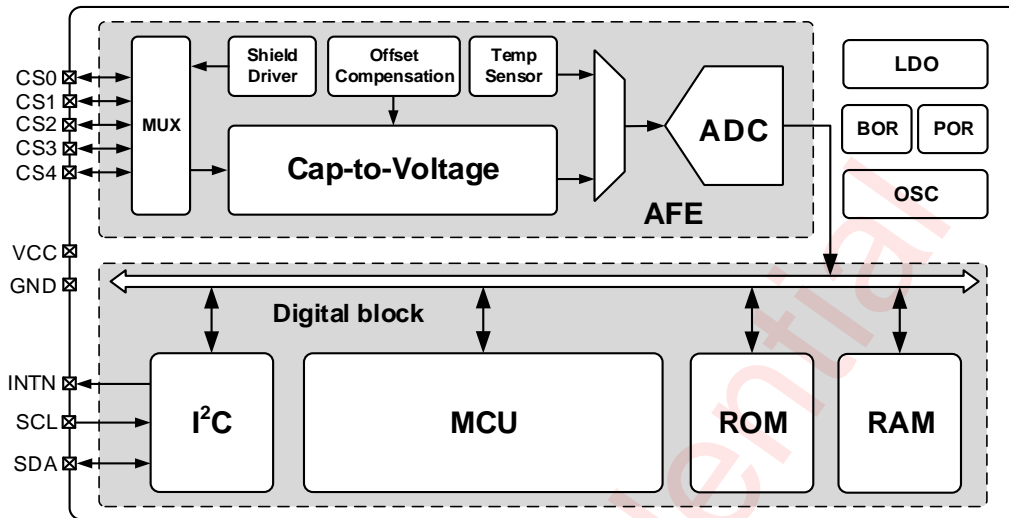 Shield
Driver
Offset
Compensation
Temp
Sensor
LDO
CS0
CS1
CS2
CS3
CS4
MUX
Cap-to-Voltage
ADC
BOR
POR
AFE
OSC
VCC
GND
Digital block
INTN
SCL
SDA
I²C
MCU
ROM
RAM